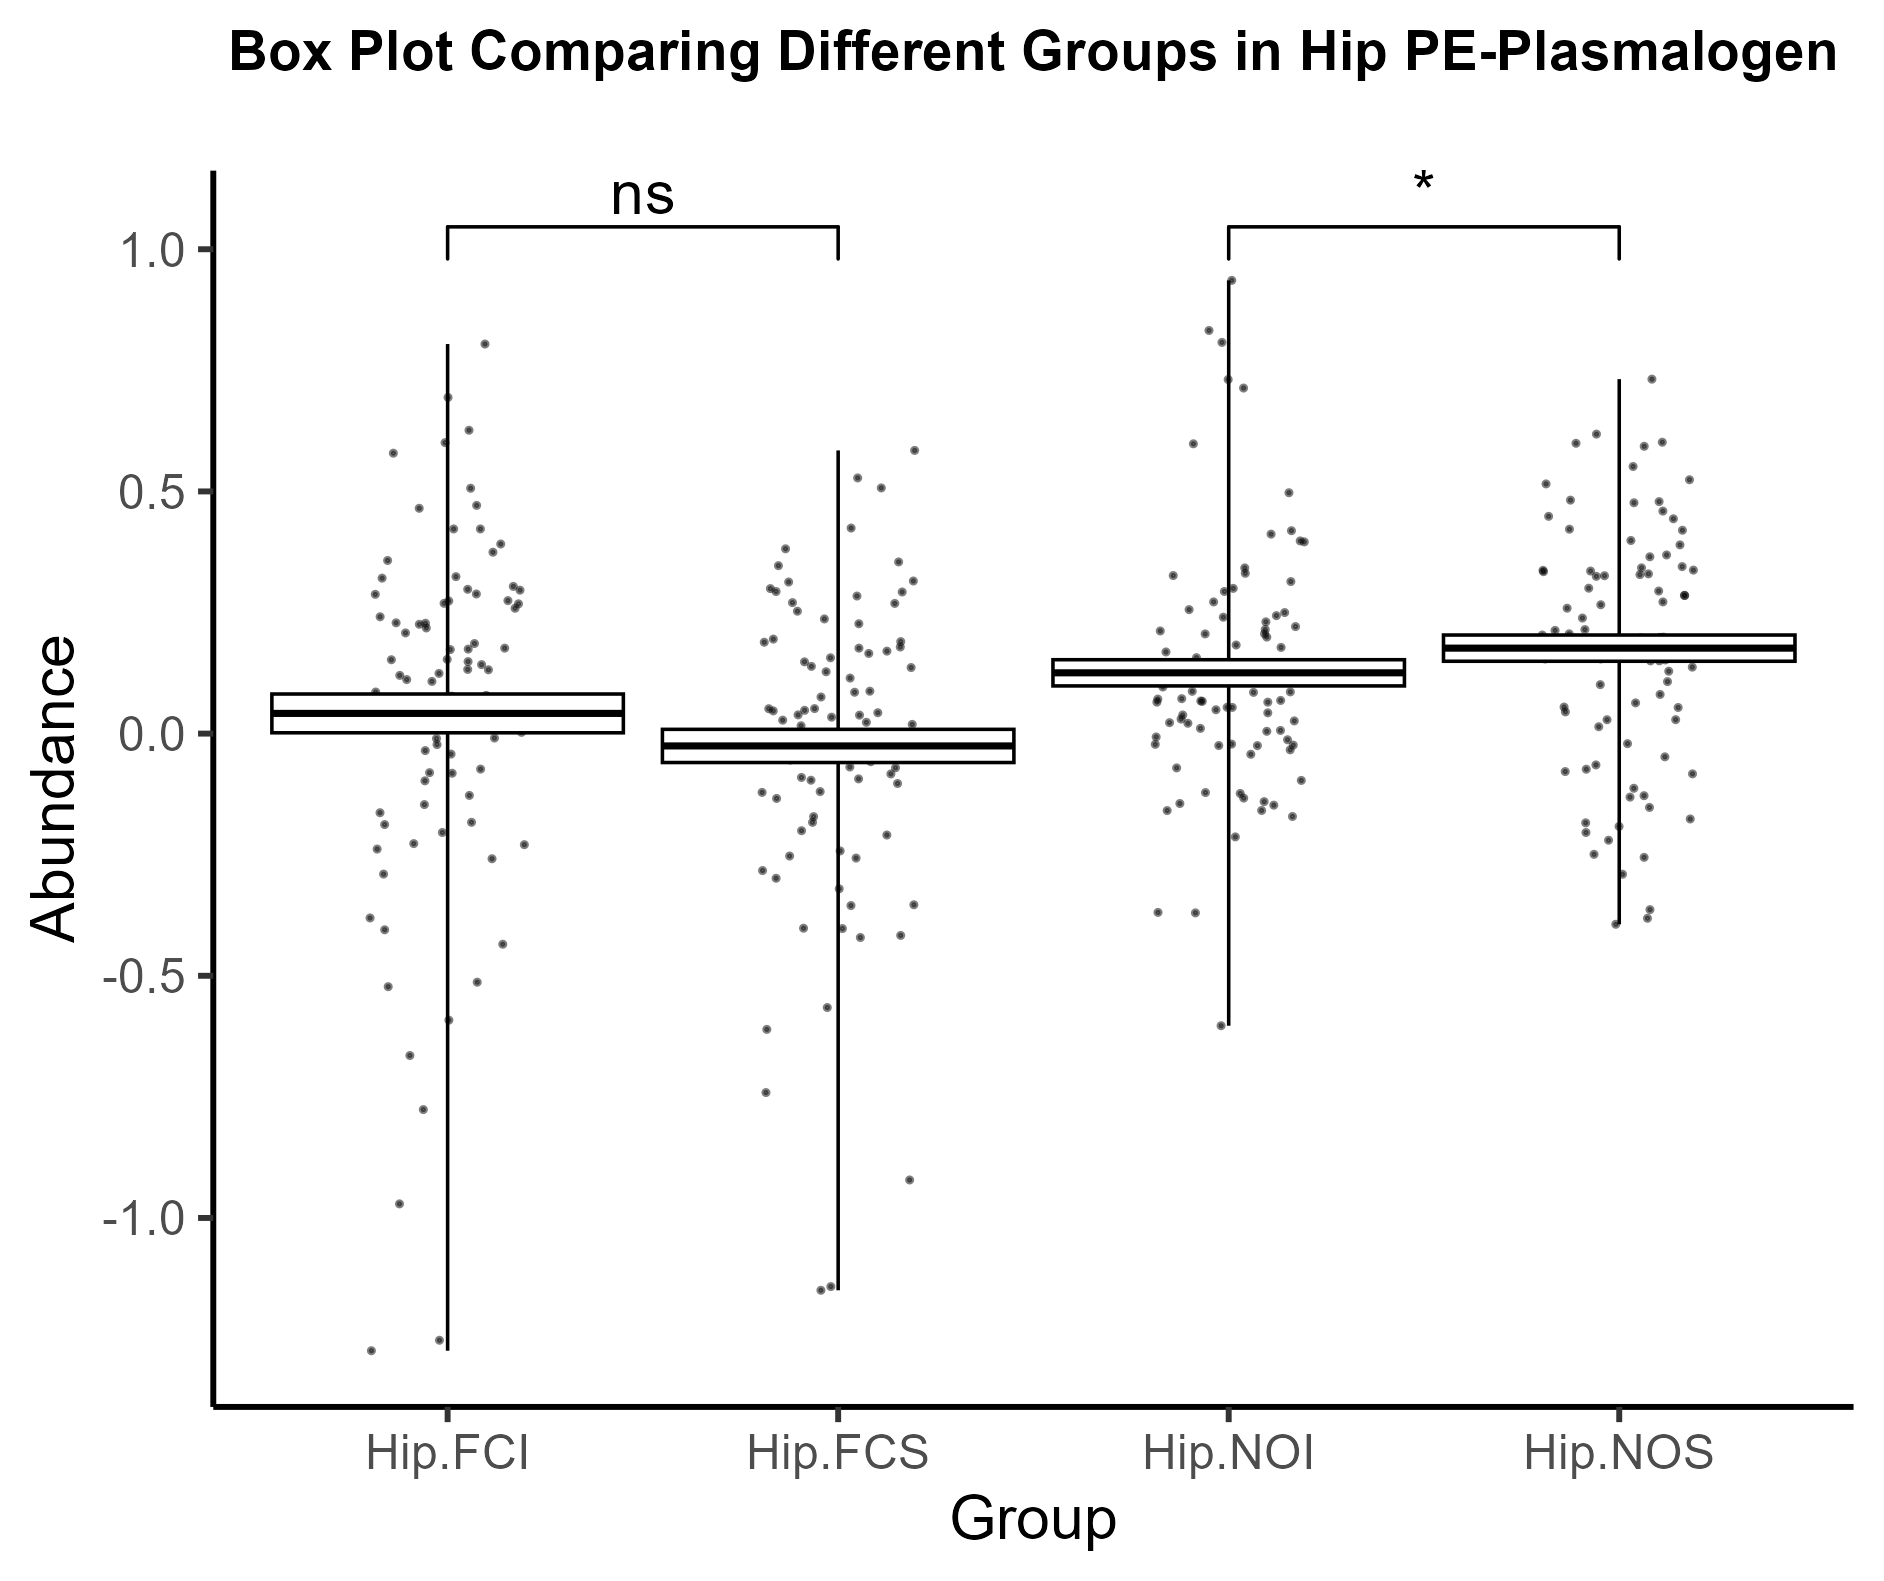 Box Plot Comparing Different Groups in Hip PE-Plasmalogen
ns
*
1.0
0.5
0.0
-0.5
-1.0
Abundance
Hip.FCI
Hip.FCS
Hip.NOI
Hip.NOS
Group